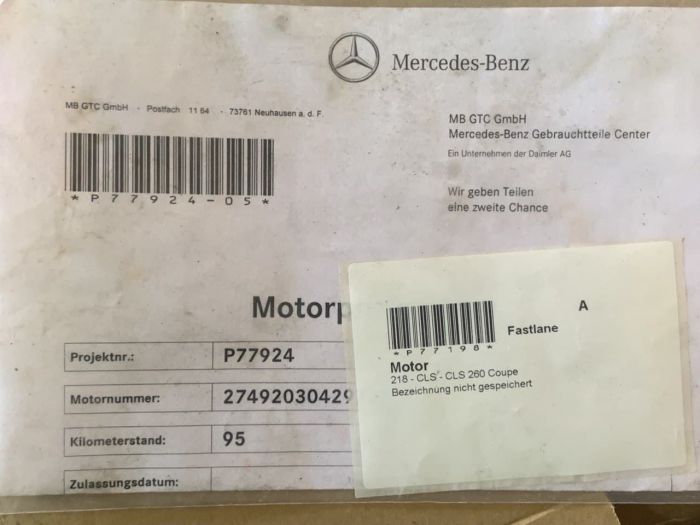 Mercedes-Benz
MB GTC GmbH · Postfach 11 64 · 73761 Neuhausen a. d. F.
*P77924-05*
MB GTC GmbH
Mercedes-Benz Gebrauchtteile Center
Ein Unternehmen der Daimler AG
Wir geben Teilen
eine zweite Chance
Projektnr.: P77924
Motornummer: 27492030429
Kilometerstand: 95
Zulassungsdatum:
A
Fastlane
*P77198*
Motor
218 - CLS - CLS 260 Coupe
Bezeichnung nicht gespeichert